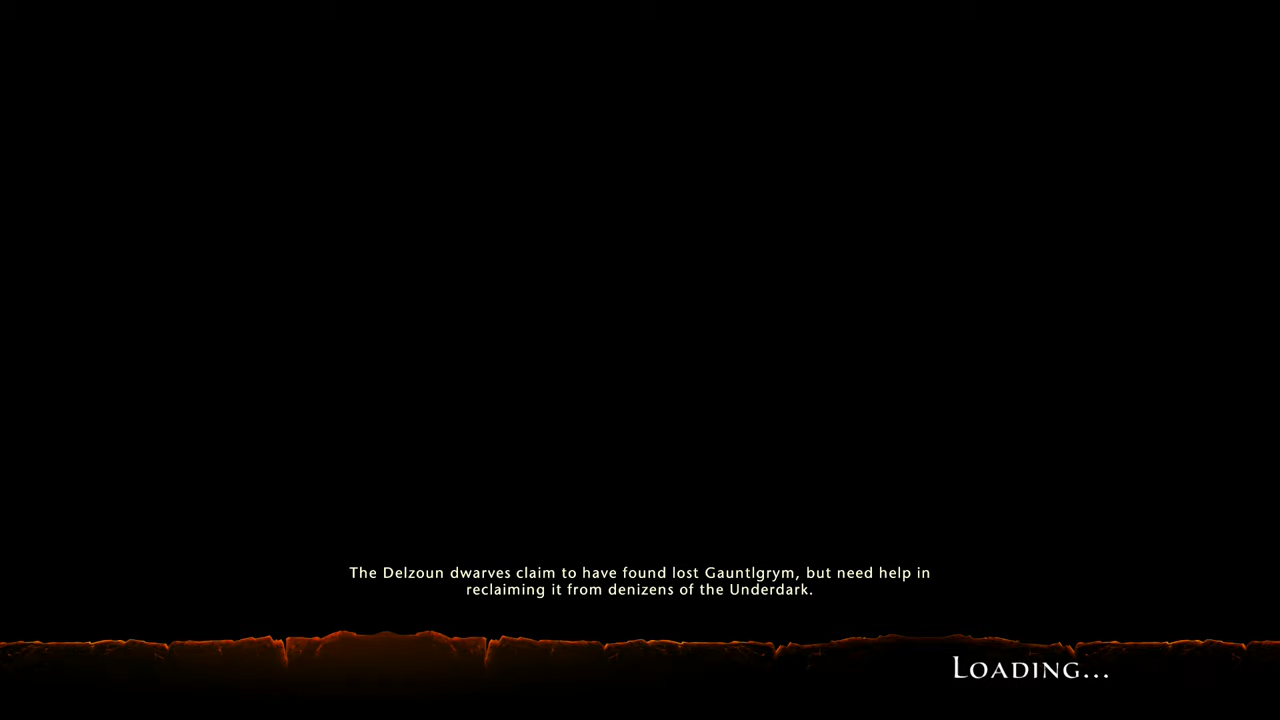 The Delzoun dwarves claim to have found lost Gauntlgrym, but need help in
reclaiming it from denizens of the Underdark.
Loading...